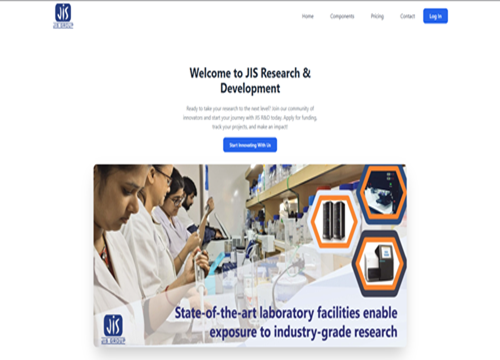 JIS
JIS GROUP
Home Components Pricing Contact Log In
Welcome to JIS Research &
Development
Ready to take your research to the next level? Join our community of
innovators and start your journey with JIS R&D today. Apply for funding,
track your projects, and make an impact!
Start Innovating With Us
State-of-the-art laboratory facilities enable
exposure to industry-grade research
JIS
JIS GROUP